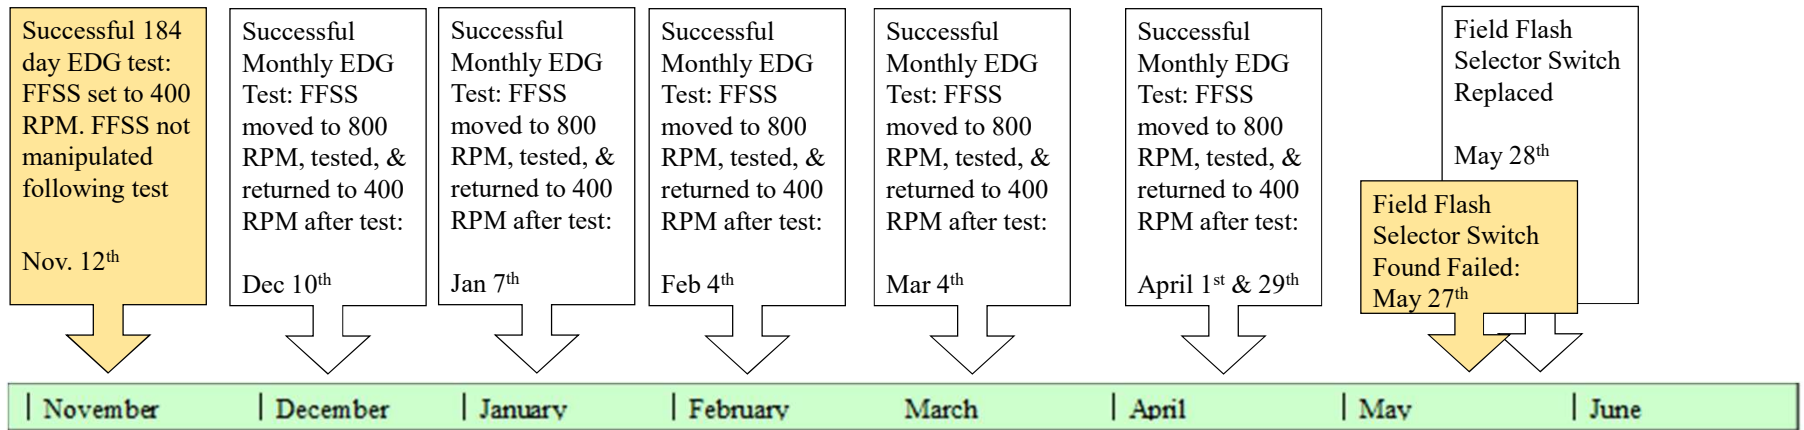 Successful 184
day EDG test:
FFSS set to 400
RPM. FFSS not
manipulated
following test
Nov. 12th
Successful
Monthly EDG
Test: FFSS
moved to 800
RPM, tested, &
returned to 400
RPM after test:
Dec 10th
Successful
Monthly EDG
Test: FFSS
moved to 800
RPM, tested, &
returned to 400
RPM after test:
Jan 7th
Successful
Monthly EDG
Test: FFSS
moved to 800
RPM, tested, &
returned to 400
RPM after test:
Feb 4th
Successful
Monthly EDG
Test: FFSS
moved to 800
RPM, tested, &
returned to 400
RPM after test:
Mar 4th
Successful
Monthly EDG
Test: FFSS
moved to 800
RPM, tested, &
returned to 400
RPM after test:
April 1st & 29th
Field Flash
Selector Switch
Replaced
May 28th
Field Flash
Selector Switch
Found Failed:
May 27th
November December January February March April May June